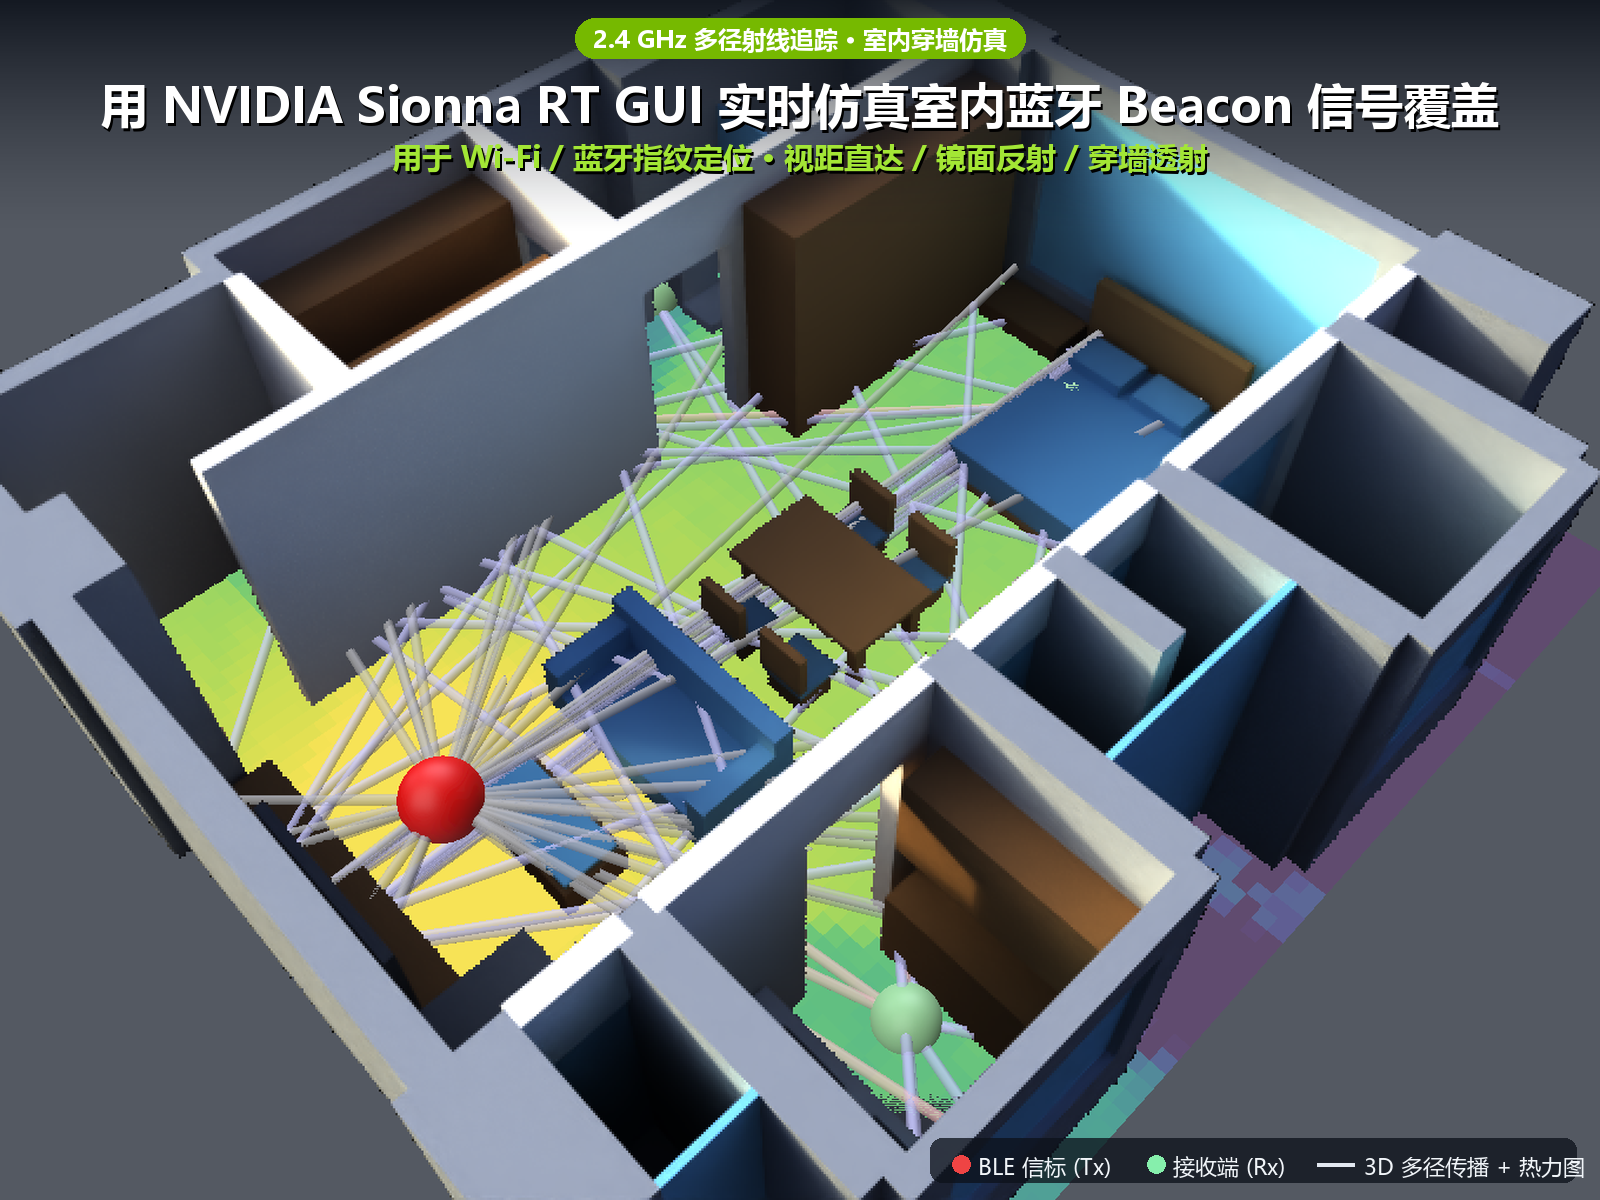 2.4 GHz 多径射线追踪 • 室内穿墙仿真
用 NVIDIA Sionna RT GUI 实时仿真室内蓝牙 Beacon 信号覆盖
用于 Wi-Fi / 蓝牙指纹定位 • 视距直达 / 镜面反射 / 穿墙透射
BLE 信标 (Tx) 接收端 (Rx) 3D 多径传播 + 热力图